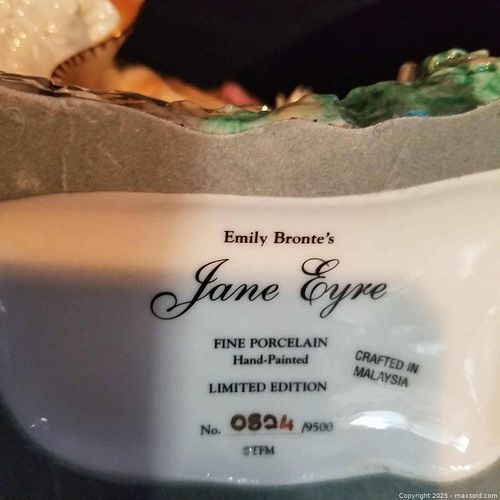 Emily Bronte's
Jane Eyre
FINE PORCELAIN
Hand-Painted
LIMITED EDITION
CRAFTED IN
MALAYSIA
No. 0824 /9500
©TFM
Copyright 2025 - maxsold.com